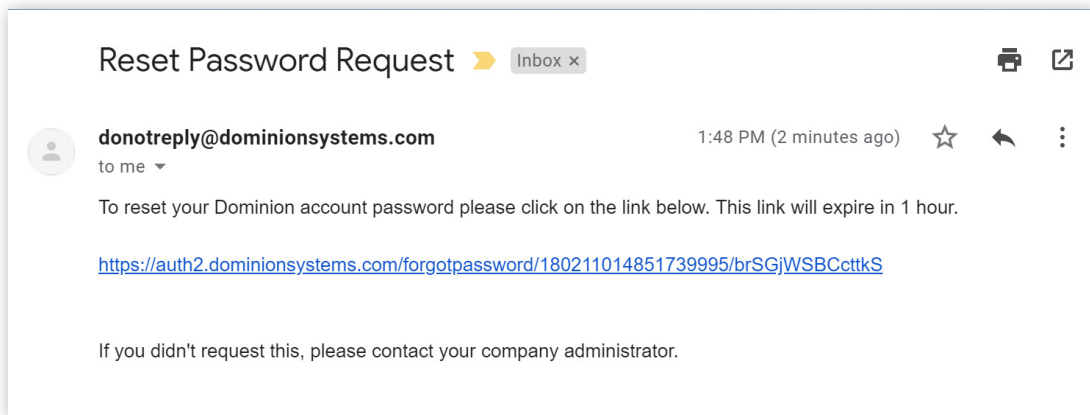 Reset Password Request Inbox ×
donotreply@dominionsystems.com 1:48 PM (2 minutes ago)
to me
To reset your Dominion account password please click on the link below. This link will expire in 1 hour.
https://auth2.dominionsystems.com/forgotpassword/180211014851739995/brSGjWSBCcttkS
If you didn't request this, please contact your company administrator.